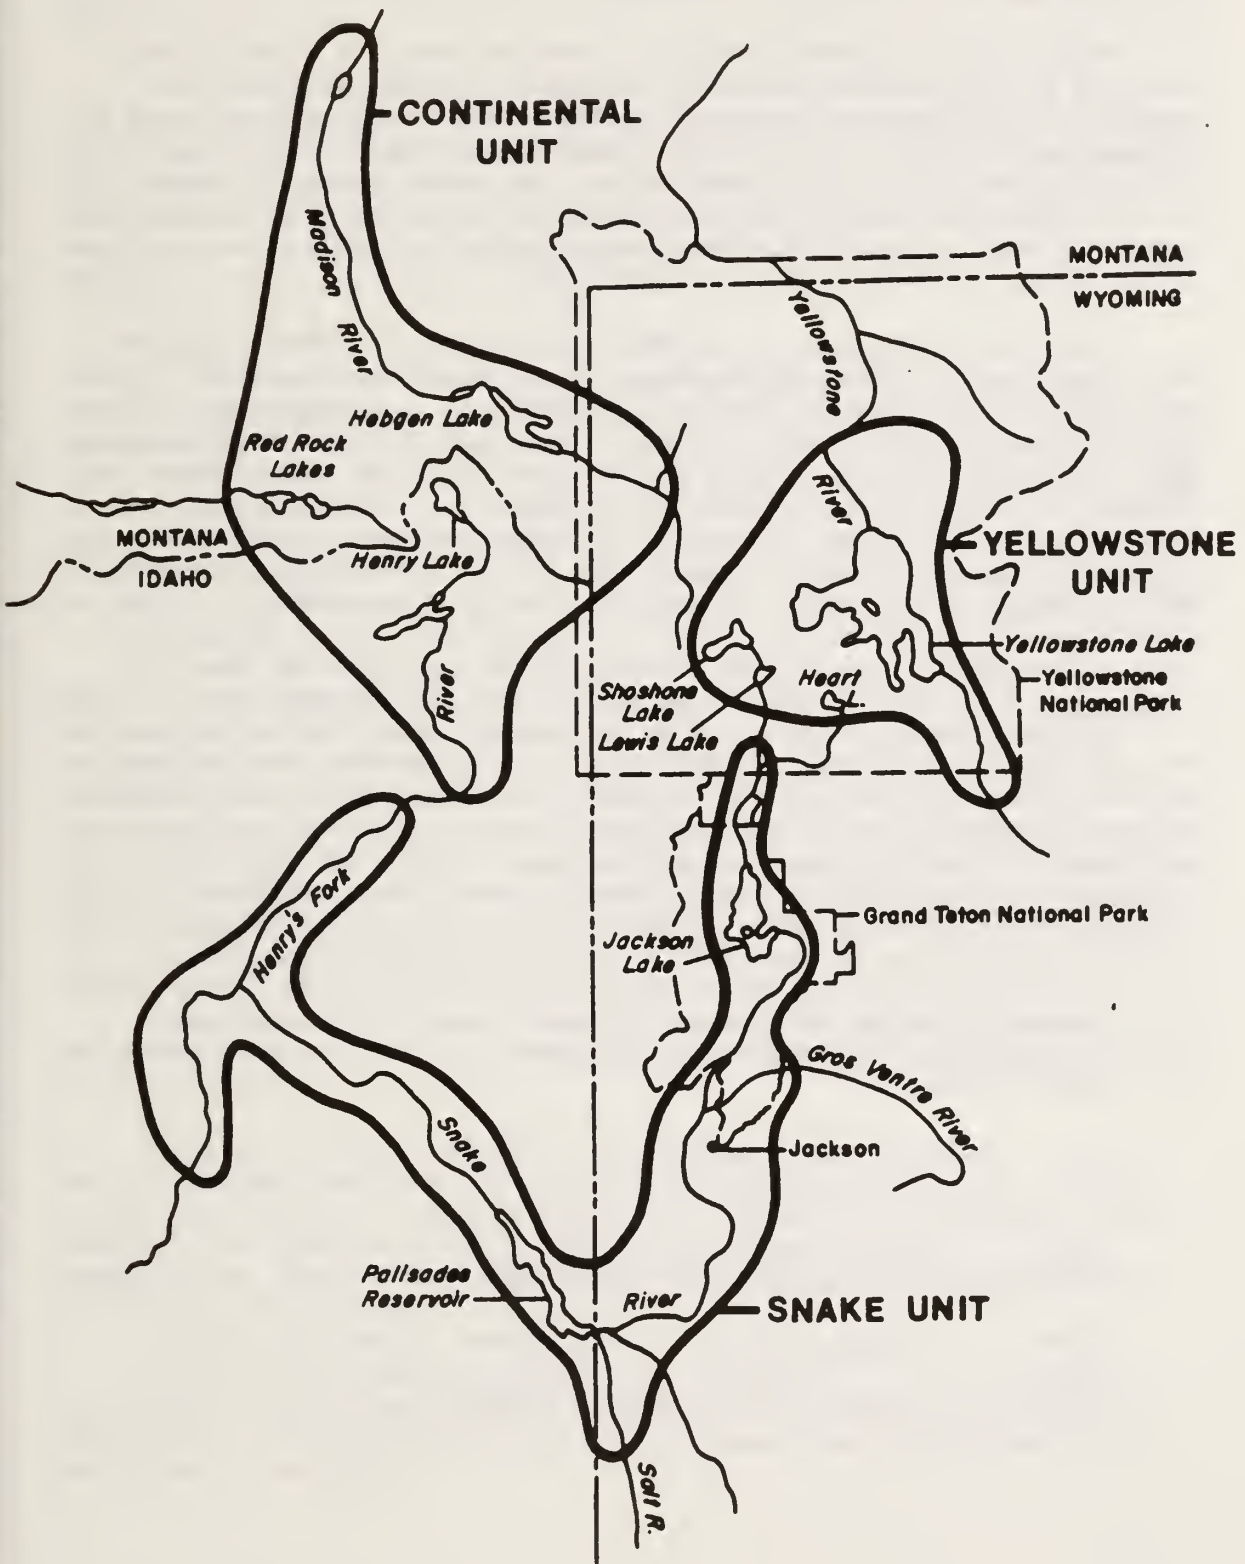 CONTINENTAL
UNIT
MONTANA
WYOMING
Madison
River
Yellowstone
River
Hebgen Lake
Red Rock
Lakes
MONTANA
IDAHO
Henry Lake
YELLOWSTONE
UNIT
Yellowstone Lake
Yellowstone
National Park
Heart
L.
Shoshone
Lake
Lewis Lake
River
Henry's Fork
Grand Teton National Park
Jackson
Lake
Gros Ventre River
Jackson
Snake
Palisades
Reservoir
River
SNAKE UNIT
Salt R.